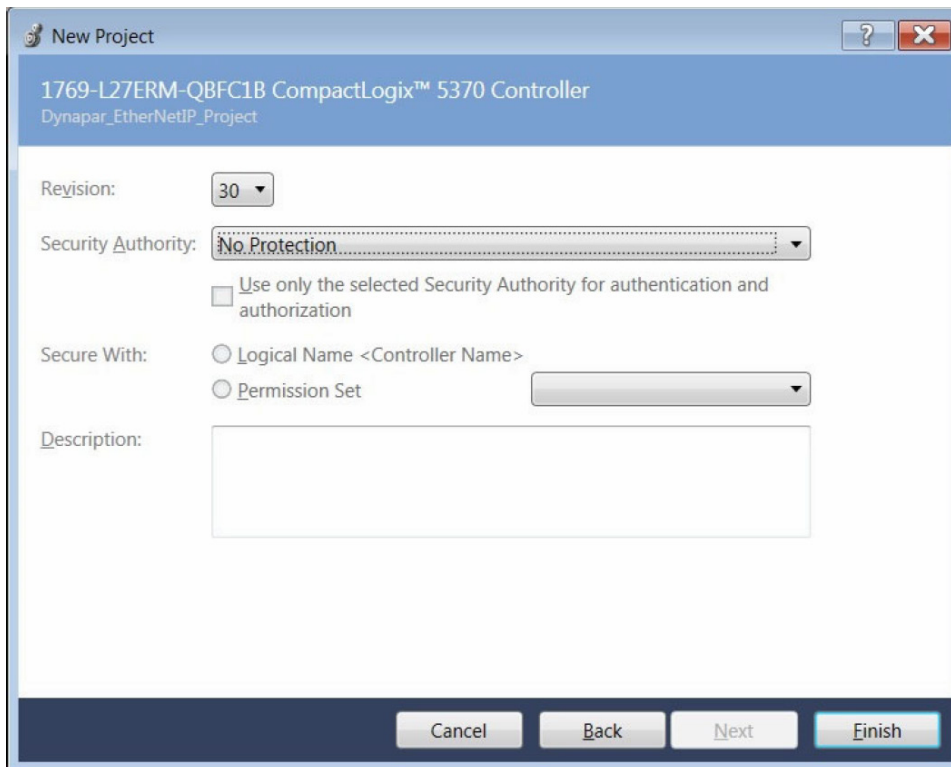 New Project
?
1769-L27ERM-QBFC1B CompactLogix™ 5370 Controller
Dynapar_EtherNetIP_Project
Revision:
30
Security Authority:
No Protection
Use only the selected Security Authority for authentication and
authorization
Secure With:
Logical Name <Controller Name>
Permission Set
Description:
Cancel
Back
Next
Finish